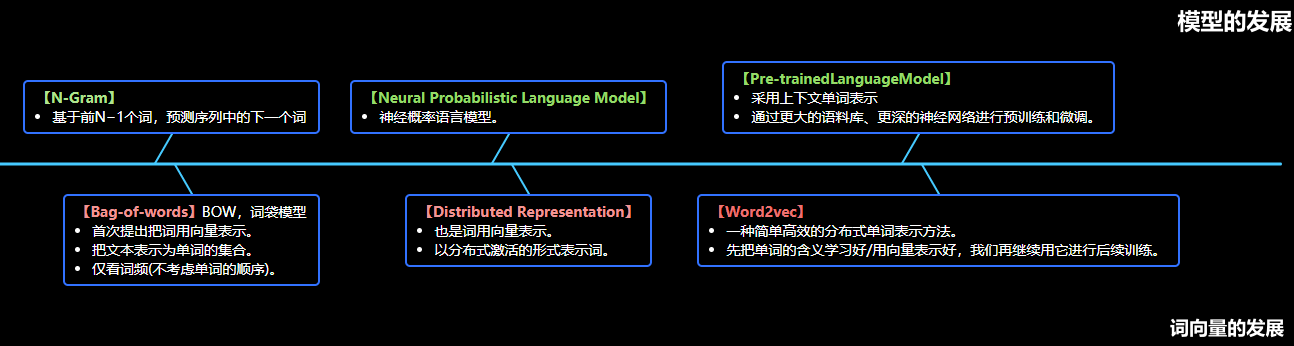 模型的发展
【N-Gram】
• 基于前N-1个词，预测序列中的下一个词
【Neural Probabilistic Language Model】
• 神经概率语言模型。
【Pre-trainedLanguageModel】
• 采用上下文单词表示
• 通过更大的语料库、更深的神经网络进行预训练和微调。
【Bag-of-words】BOW，词袋模型
• 首次提出把词用向量表示。
• 把文本表示为单词的集合。
• 仅看词频(不考虑单词的顺序)。
【Distributed Representation】
• 也是词用向量表示。
• 以分布式激活的形式表示词。
【Word2vec】
• 一种简单高效的分布式单词表示方法。
• 先把单词的含义学习好/用向量表示好，我们再继续用它进行后续训练。
词向量的发展